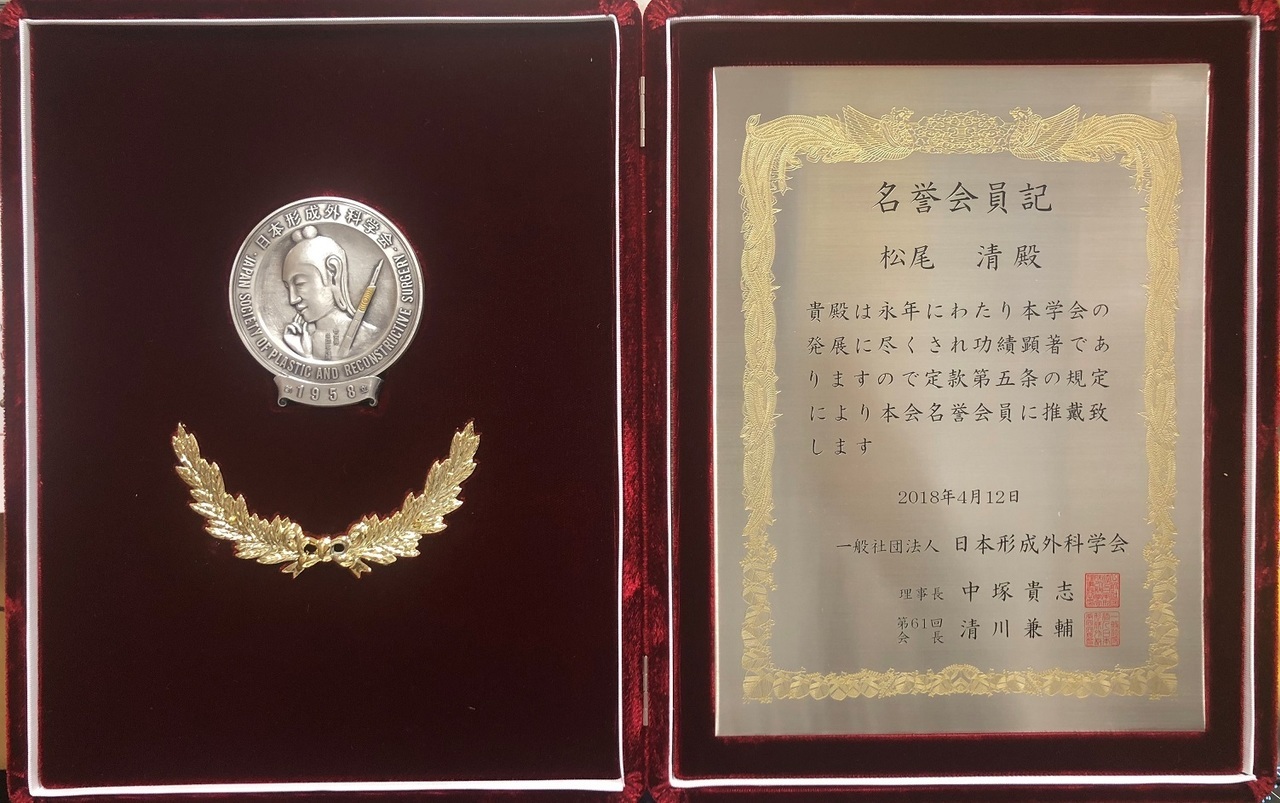 日本形成外科学会
JAPAN SOCIETY OF PLASTIC AND RECONSTRUCTIVE SURGERY
1958
名誉会員記
松尾 清殿
貴殿は永年にわたり本学会の
発展に尽くされ功績顕著であ
りますので定款第五条の規定
により本会名誉会員に推戴致
します
2018年4月12日
一般社団法人 日本形成外科学会
理事長 中塚貴志
第61回会長 清川兼輔